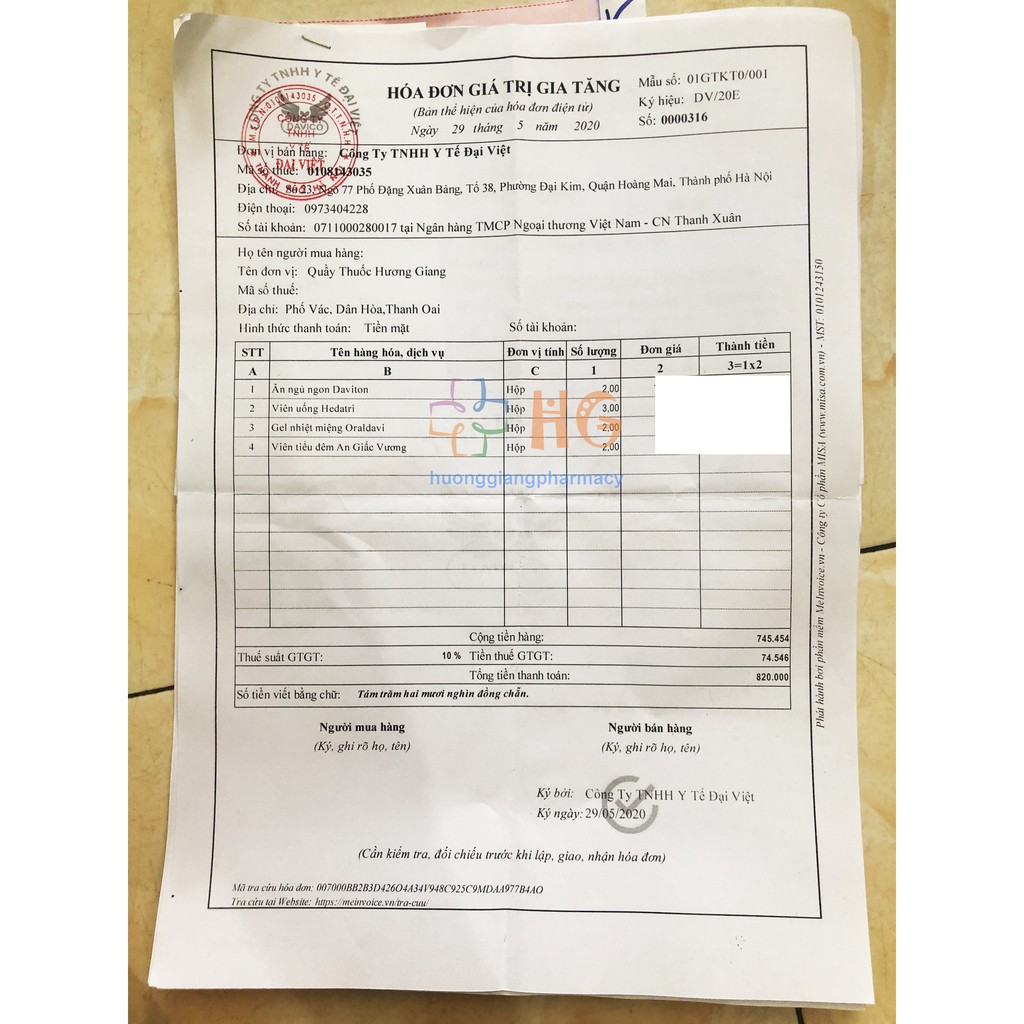 HÓA ĐƠN GIÁ TRỊ GIA TĂNG
(Bản thể hiện của hóa đơn điện tử)
Ngày 29 tháng 5 năm 2020
Mẫu số: 01GTKT0/001
Ký hiệu: DV/20E
Số: 0000316
CÔNG TY TNHH Y TẾ ĐẠI VIỆT
DAVICO
CÔNG TY
TNHH
Y TẾ
ĐẠI VIỆT
Đơn vị bán hàng: Công Ty TNHH Y Tế Đại Việt
Mã số thuế: 0108143035
Địa chỉ: Số 23, Ngõ 77 Phố Đặng Xuân Bảng, Tổ 38, Phường Đại Kim, Quận Hoàng Mai, Thành phố Hà Nội
Điện thoại: 0973404228
Số tài khoản: 0711000280017 tại Ngân hàng TMCP Ngoại thương Việt Nam - CN Thanh Xuân
Họ tên người mua hàng:
Tên đơn vị: Quầy Thuốc Hương Giang
Mã số thuế:
Địa chỉ: Phố Vác, Dân Hòa,Thanh Oai
Hình thức thanh toán: Tiền mặt Số tài khoản:
STT Tên hàng hóa, dịch vụ Đơn vị tính Số lượng Đơn giá Thành tiền
A B C 1 2 3=1x2
1 Ăn ngủ ngon Daviton Hộp 2,00
2 Viên uống Hedatri Hộp 3,00
3 Gel nhiệt miệng Oraldavi Hộp 2,00
4 Viên tiểu đêm An Giấc Vương Hộp 2,00
HG
huonggiangpharmacy
Cộng tiền hàng: 745.454
Thuế suất GTGT: 10 % Tiền thuế GTGT: 74.546
Tổng tiền thanh toán: 820.000
Số tiền viết bằng chữ: Tám trăm hai mươi nghìn đồng chẵn.
Người mua hàng Người bán hàng
(Ký, ghi rõ họ, tên) (Ký, ghi rõ họ, tên)
Ký bởi: Công Ty TNHH Y Tế Đại Việt
Ký ngày: 29/05/2020
(Cần kiểm tra, đối chiếu trước khi lập, giao, nhận hóa đơn)
Mã tra cứu hóa đơn: 007000BB2B3D426O4A34V948C925C9MDAA977B4AO
Tra cứu tại Website: https://meinvoice.vn/tra-cuu/
Phát hành bởi phần mềm MeInvoice.vn - Công ty Cổ phần MISA (www.misa.com.vn) - MST: 0101243150